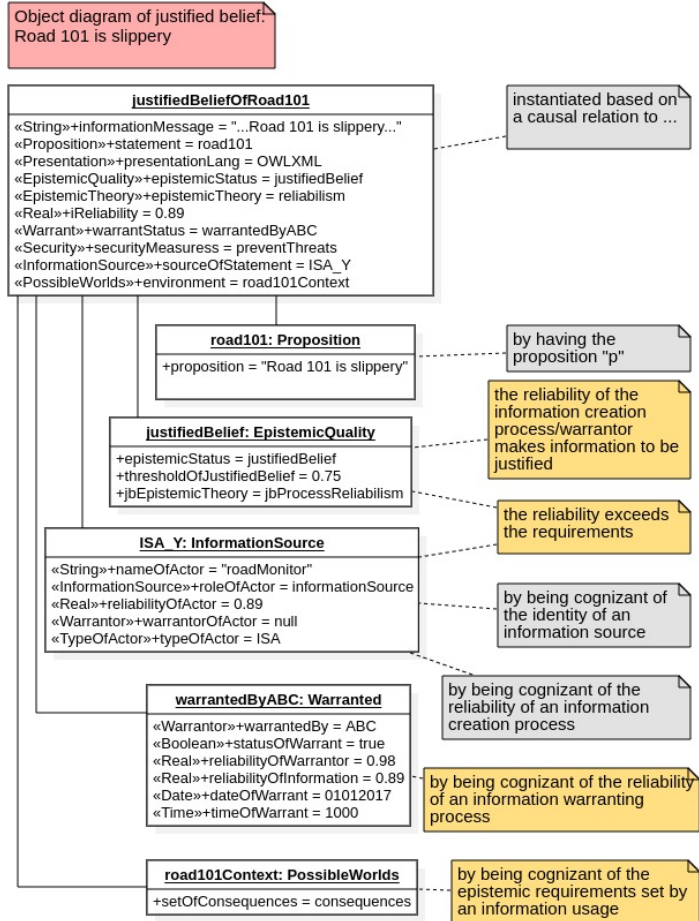 Object diagram of justified belief:
Road 101 is slippery
justifiedBeliefOfRoad101
«String»+informationMessage = "...Road 101 is slippery..."
«Proposition»+statement = road101
«Presentation»+presentationLang = OWLXML
«EpistemicQuality»+epistemicStatus = justifiedBelief
«EpistemicTheory»+epistemicTheory = reliabilism
«Real»+iReliability = 0.89
«Warrant»+warrantStatus = warrantedByABC
«Security»+securityMeasuress = preventThreats
«InformationSource»+sourceOfStatement = ISA_Y
«PossibleWorlds»+environment = road101Context
instantiated based on
a causal relation to ...
road101: Proposition
+proposition = "Road 101 is slippery"
by having the
proposition "p"
justifiedBelief: EpistemicQuality
+epistemicStatus = justifiedBelief
+thresholdOfJustifiedBelief = 0.75
+jbEpistemicTheory = jbProcessReliabilism
the reliability of the
information creation
process/warrantor
makes information to be
justified
the reliability exceeds
the requirements
ISA_Y: InformationSource
«String»+nameOfActor = "roadMonitor"
«InformationSource»+roleOfActor = informationSource
«Real»+reliabilityOfActor = 0.89
«Warrantor»+warrantorOfActor = null
«TypeOfActor»+typeOfActor = ISA
by being cognizant of
the identity of an
information source
by being cognizant of the
reliability of an information
creation process
warrantedByABC: Warranted
«Warrantor»+warrantedBy = ABC
«Boolean»+statusOfWarrant = true
«Real»+reliabilityOfWarrantor = 0.98
«Real»+reliabilityOfInformation = 0.89
«Date»+dateOfWarrant = 01012017
«Time»+timeOfWarrant = 1000
by being cognizant of the reliability
of an information warranting
process
road101Context: PossibleWorlds
+setOfConsequences = consequences
by being cognizant of the
epistemic requirements set by
an information usage